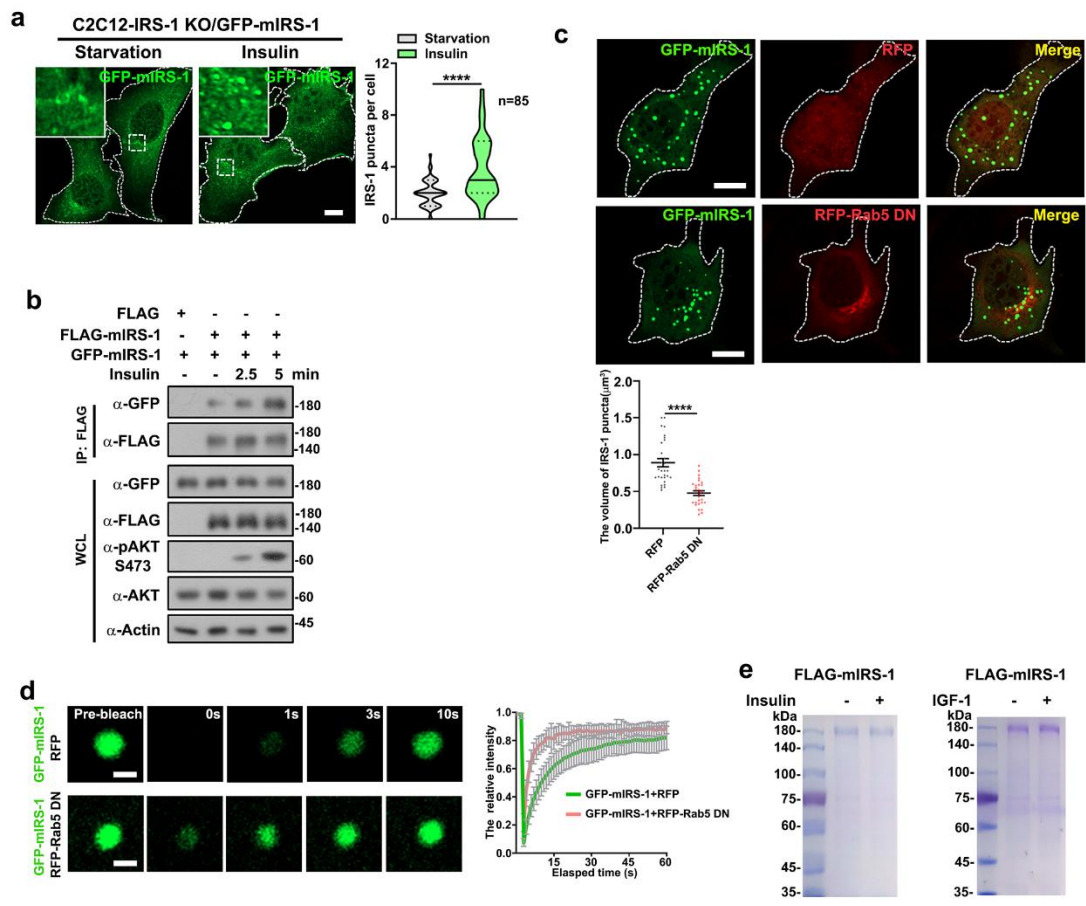 a
C2C12-IRS-1 KO/GFP-mIRS-1
Starvation Insulin
GFP-mIRS-1 GFP-mIRS-1
Starvation
Insulin
****
n=85
IRS-1 puncta per cell
12
8
4
0
b
FLAG + - - -
FLAG-mIRS-1 - + + +
GFP-mIRS-1 + + + +
Insulin - - 2.5 5 min
IP: FLAG
α-GFP -180
α-FLAG -180
-140
WCL
α-GFP -180
α-FLAG -180
-140
α-pAKT
S473 -60
α-AKT -60
α-Actin -45
c
GFP-mIRS-1 RFP Merge
GFP-mIRS-1 RFP-Rab5 DN Merge
The volume of IRS-1 puncta(μm³)
2.0
1.5
1.0
0.5
0.0
****
RFP
RFP-Rab5 DN
d
GFP-mIRS-1
RFP
Pre-bleach 0s 1s 3s 10s
GFP-mIRS-1
RFP-Rab5 DN
The relative intensity
1.0
0.8
0.6
0.4
0.2
0.0
GFP-mIRS-1+RFP
GFP-mIRS-1+RFP-Rab5 DN
15 30 45 60
Elasped time (s)
e
FLAG-mIRS-1
Insulin - +
kDa
180-
140-
100-
75-
60-
45-
35-
FLAG-mIRS-1
IGF-1 - +
kDa
180-
140-
100-
75-
60-
45-
35-